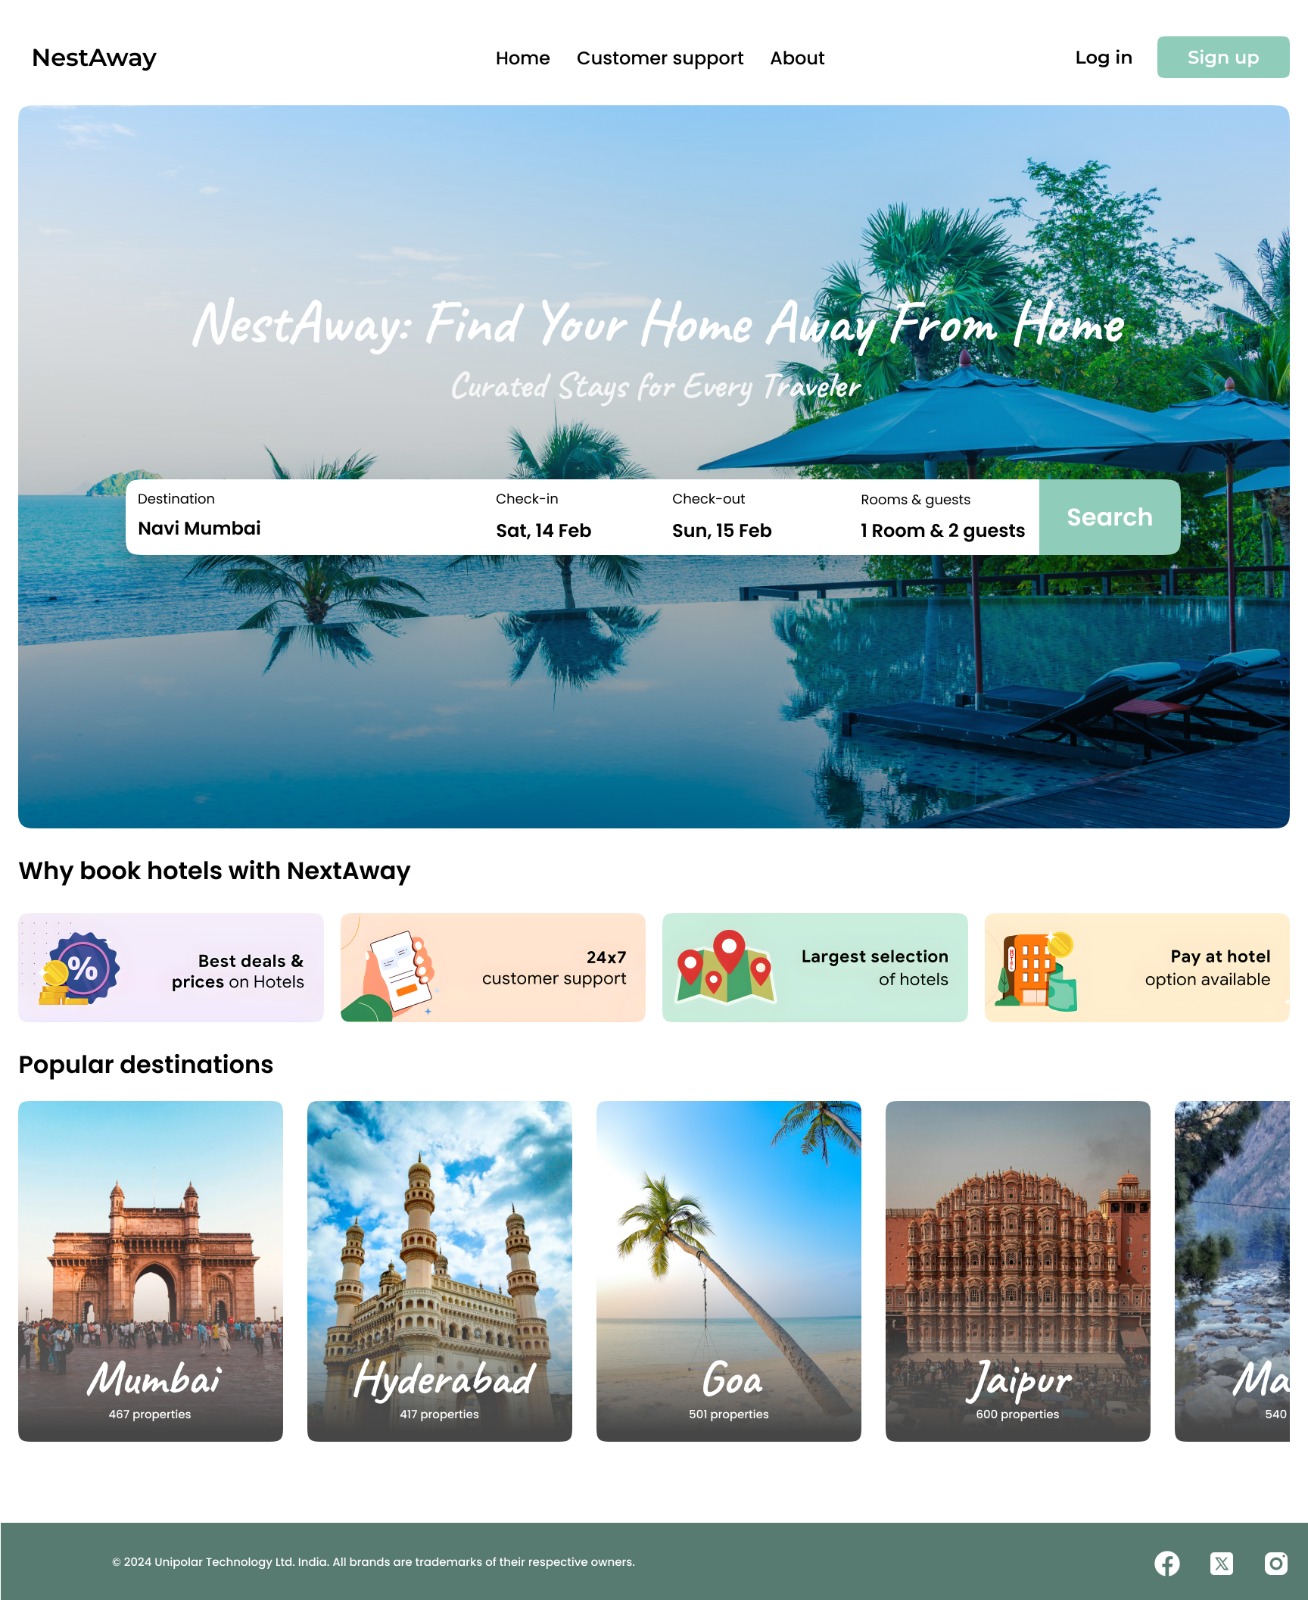 NestAway
Home Customer support About
Log in Sign up
NestAway: Find Your Home Away From Home
Curated Stays for Every Traveler
Destination
Navi Mumbai
Check-in
Sat, 14 Feb
Check-out
Sun, 15 Feb
Rooms & guests
1 Room & 2 guests
Search
Why book hotels with NextAway
%
Best deals &
prices on Hotels
24x7
customer support
Largest selection
of hotels
Pay at hotel
option available
Popular destinations
Mumbai
467 properties
Hyderabad
417 properties
Goa
501 properties
Jaipur
600 properties
Ma
540
© 2024 Unipolar Technology Ltd. India. All brands are trademarks of their respective owners.